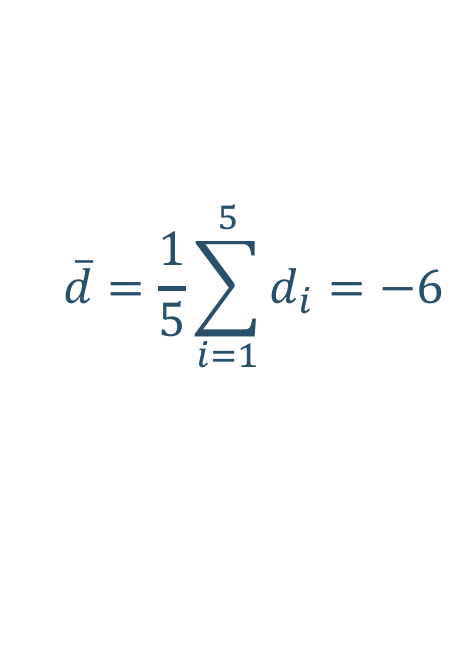 d̄ = 1/5 ∑_{i=1}^{5} d_i = −6